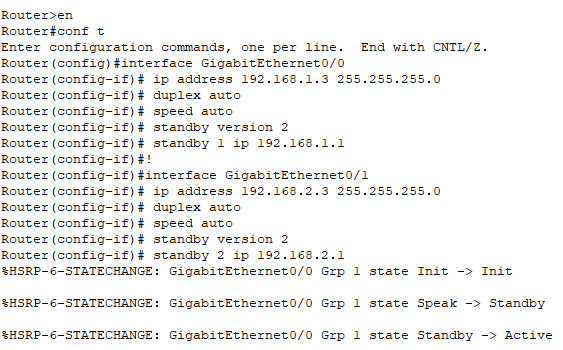 Router>en
Router#conf t
Enter configuration commands, one per line.  End with CNTL/Z.
Router(config)#interface GigabitEthernet0/0
Router(config-if)# ip address 192.168.1.3 255.255.255.0
Router(config-if)# duplex auto
Router(config-if)# speed auto
Router(config-if)# standby version 2
Router(config-if)# standby 1 ip 192.168.1.1
Router(config-if)#!
Router(config-if)#interface GigabitEthernet0/1
Router(config-if)# ip address 192.168.2.3 255.255.255.0
Router(config-if)# duplex auto
Router(config-if)# speed auto
Router(config-if)# standby version 2
Router(config-if)# standby 2 ip 192.168.2.1
%HSRP-6-STATECHANGE: GigabitEthernet0/0 Grp 1 state Init -> Init
%HSRP-6-STATECHANGE: GigabitEthernet0/0 Grp 1 state Speak -> Standby
%HSRP-6-STATECHANGE: GigabitEthernet0/0 Grp 1 state Standby -> Active